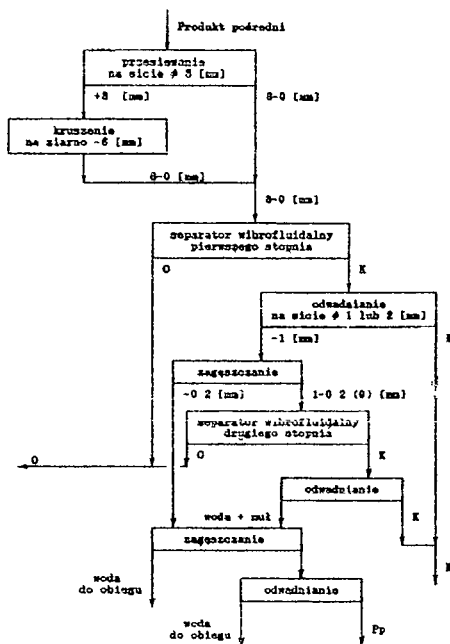 Produkt pośredni
przesiewanie
na sicie # 8 [mm]
+8 [mm]
8-0 [mm]
kruszenie
na ziarno -6 [mm]
8-0 [mm]
8-0 [mm]
separator wibrofluidalny
pierwszego stopnia
O
K
odwadnianie
na sicie # 1 lub 2 [mm]
-1 [mm]
zagęszczanie
-0 2 [mm]
1-0 2 (0) [mm]
separator wibrofluidalny
drugiego stopnia
O
O
K
odwadnianie
woda + muł
K
zagęszczanie
woda
do obiegu
odwadnianie
woda
do obiegu
Pp